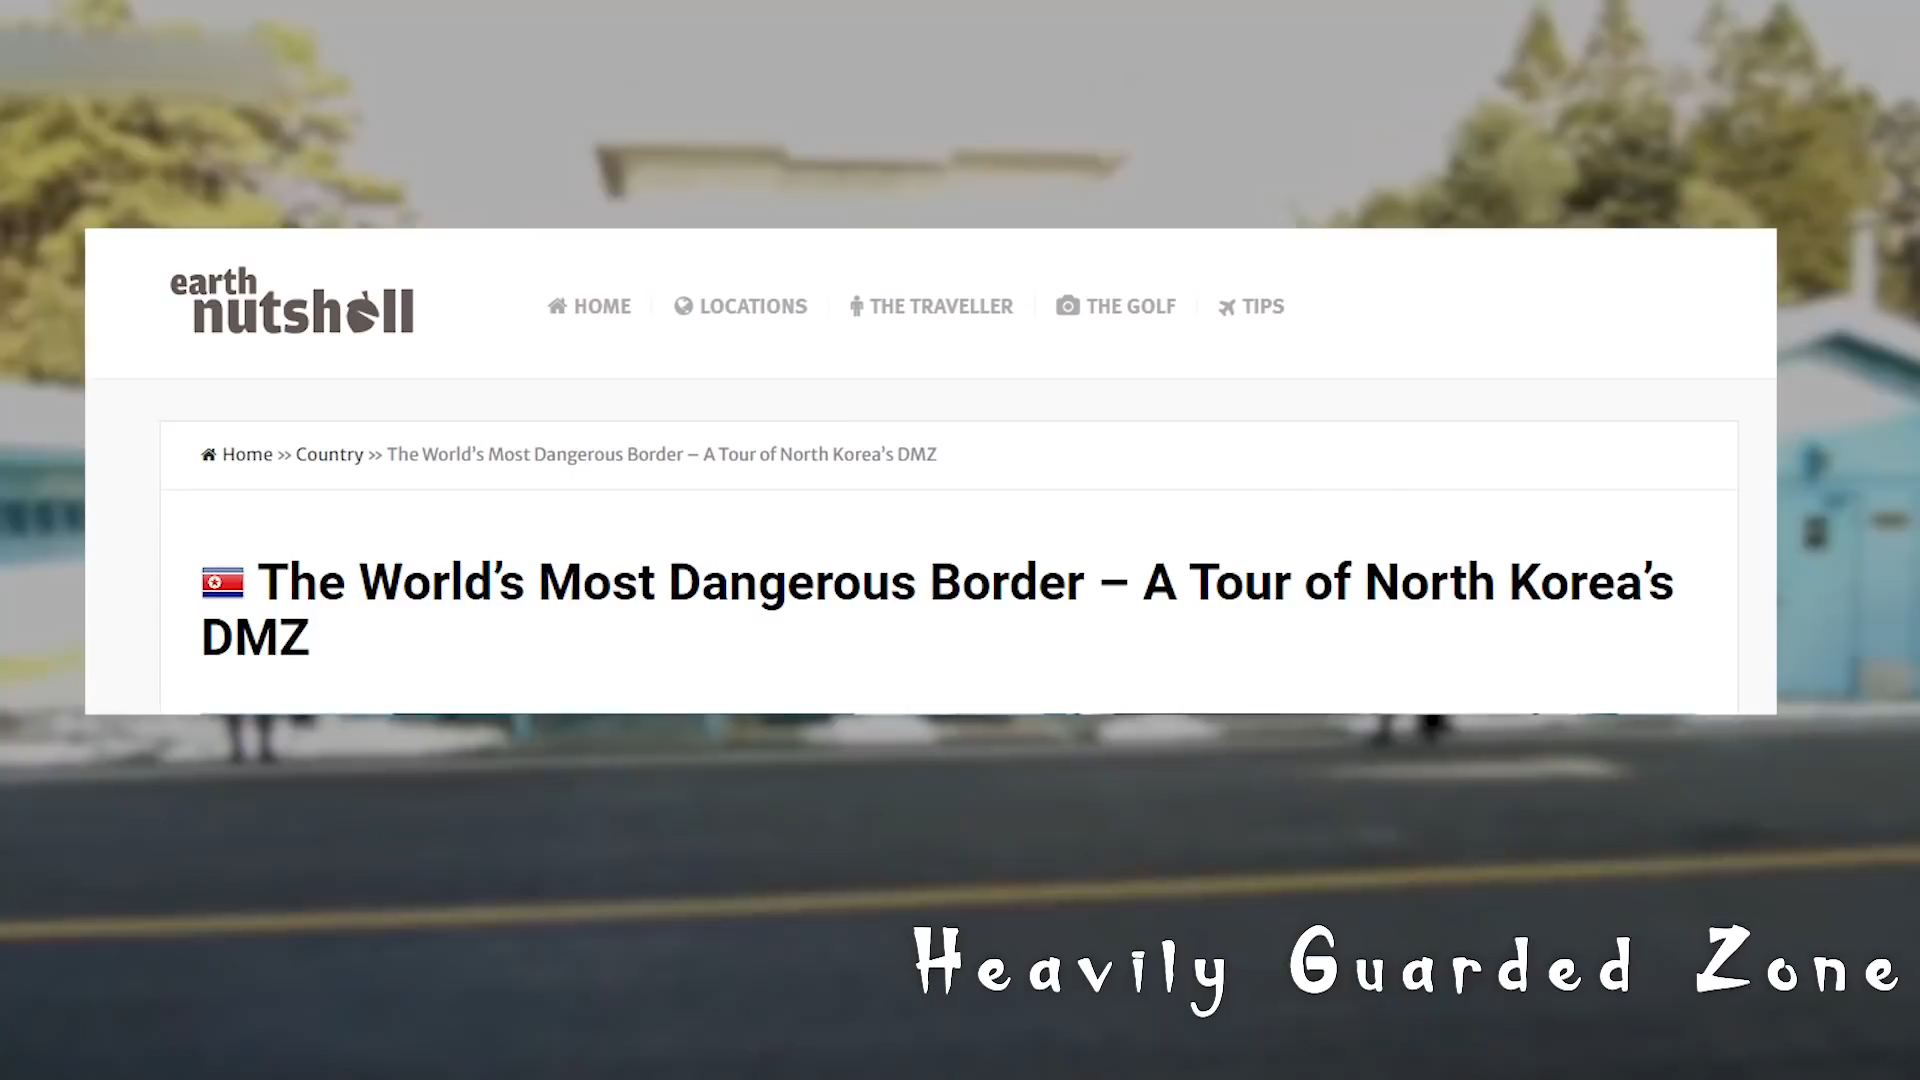 earth
nutshell
HOME LOCATIONS THE TRAVELLER THE GOLF TIPS
Home » Country » The World’s Most Dangerous Border – A Tour of North Korea’s DMZ
The World’s Most Dangerous Border – A Tour of North Korea’s
DMZ
Heavily Guarded Zone